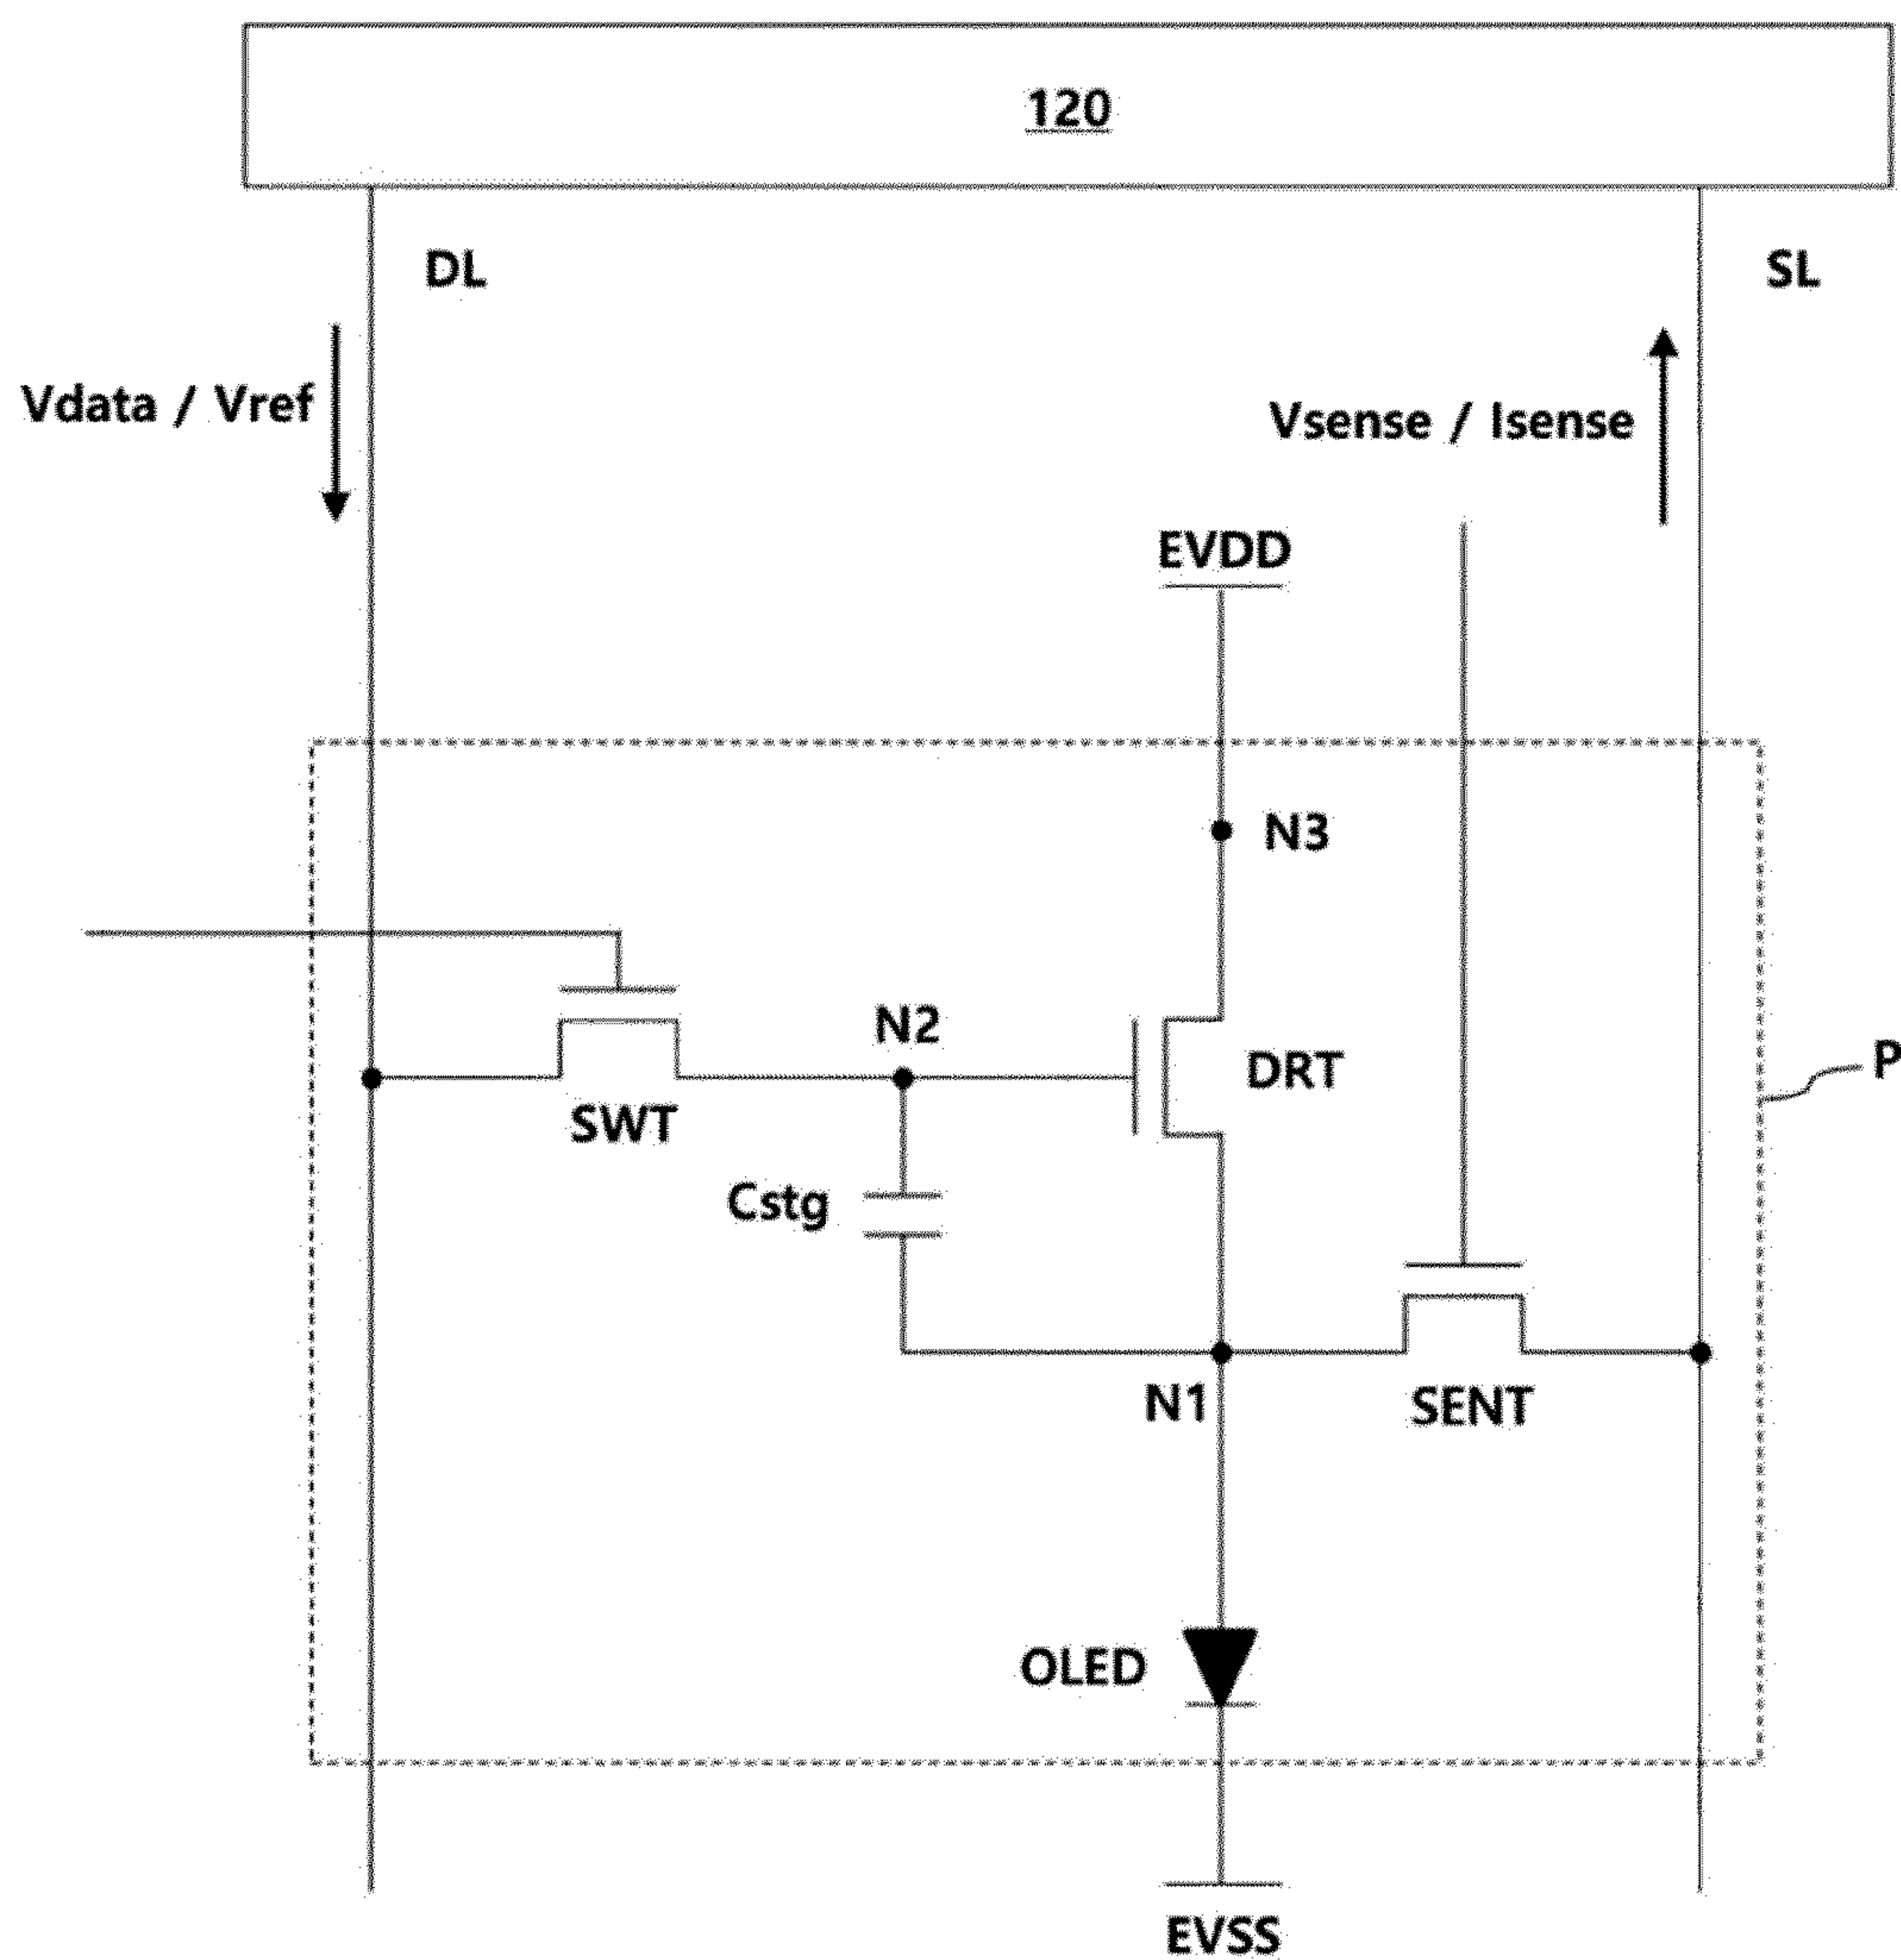 120
DL
SL
Vdata / Vref
Vsense / Isense
EVDD
N3
N2
DRT
P
SWT
Cstg
N1
SENT
OLED
EVSS